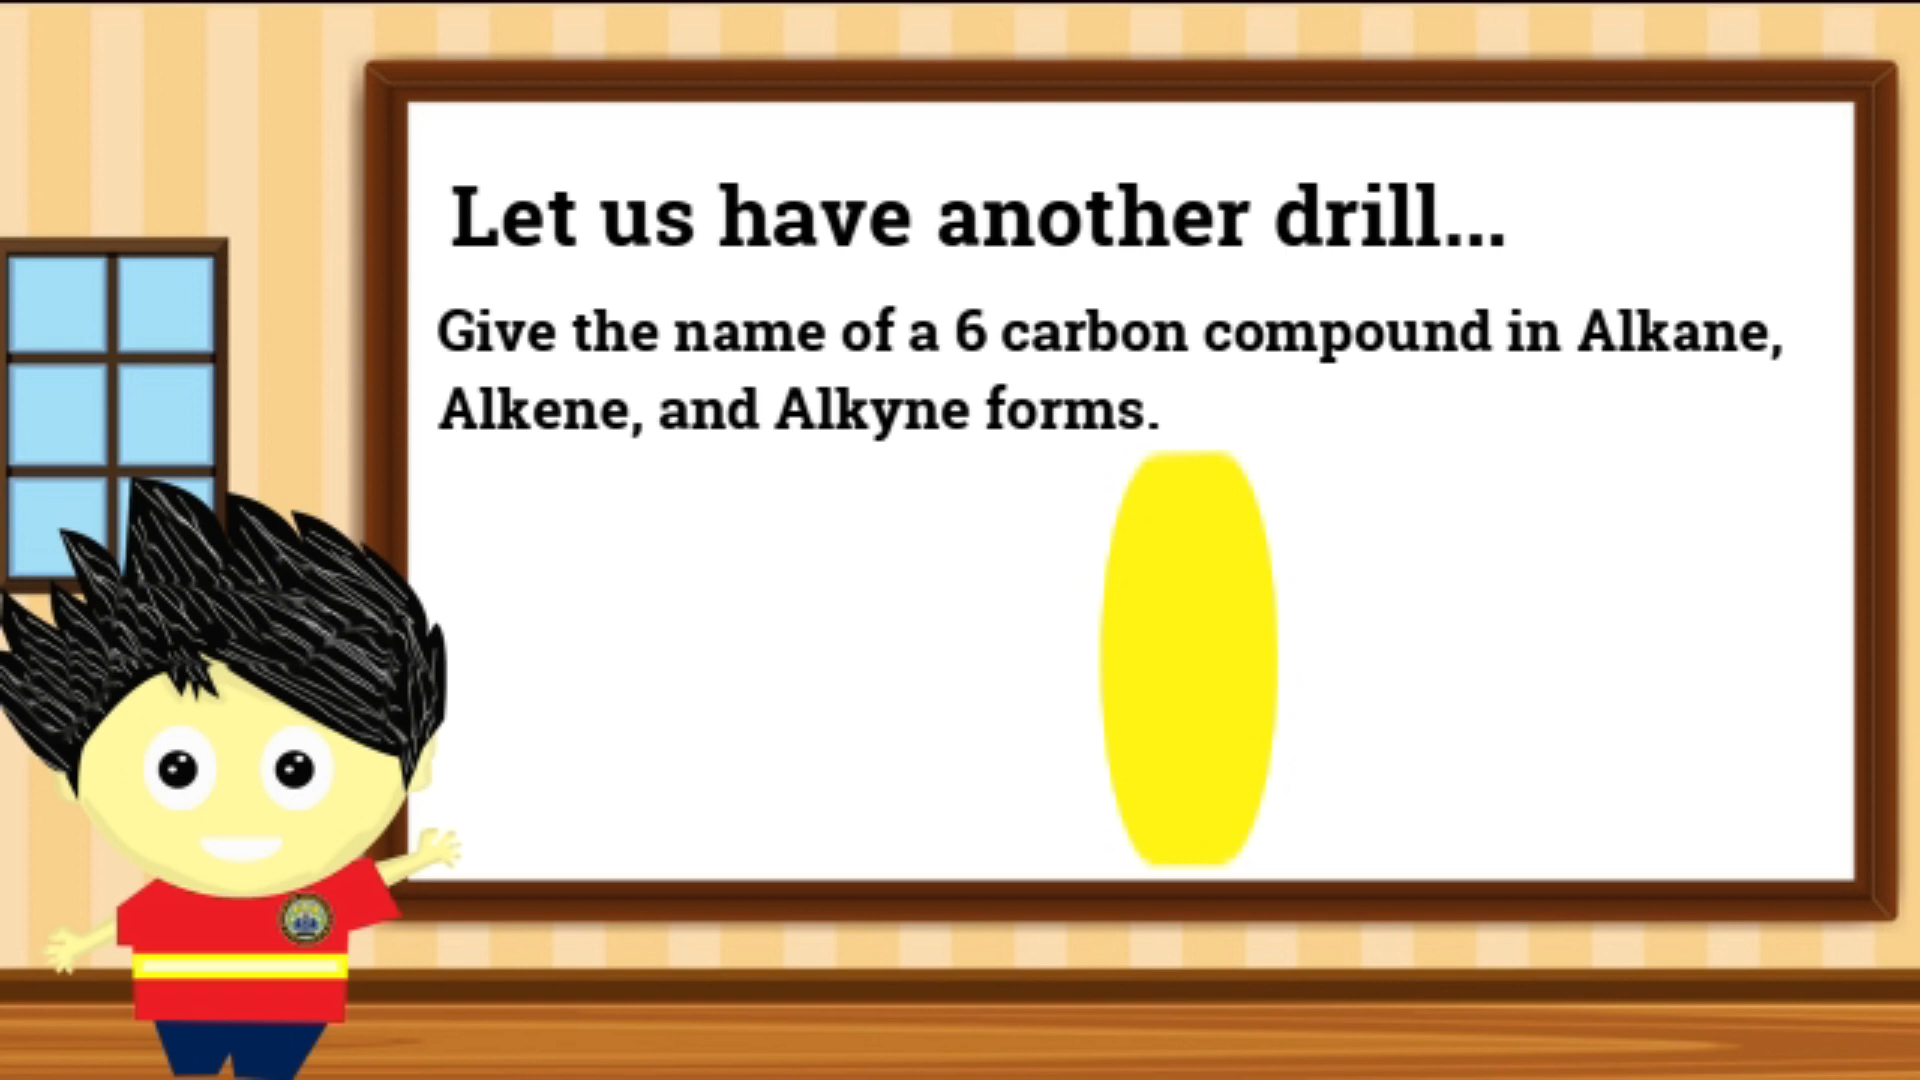 Let us have another drill...
Give the name of a 6 carbon compound in Alkane,
Alkene, and Alkyne forms.